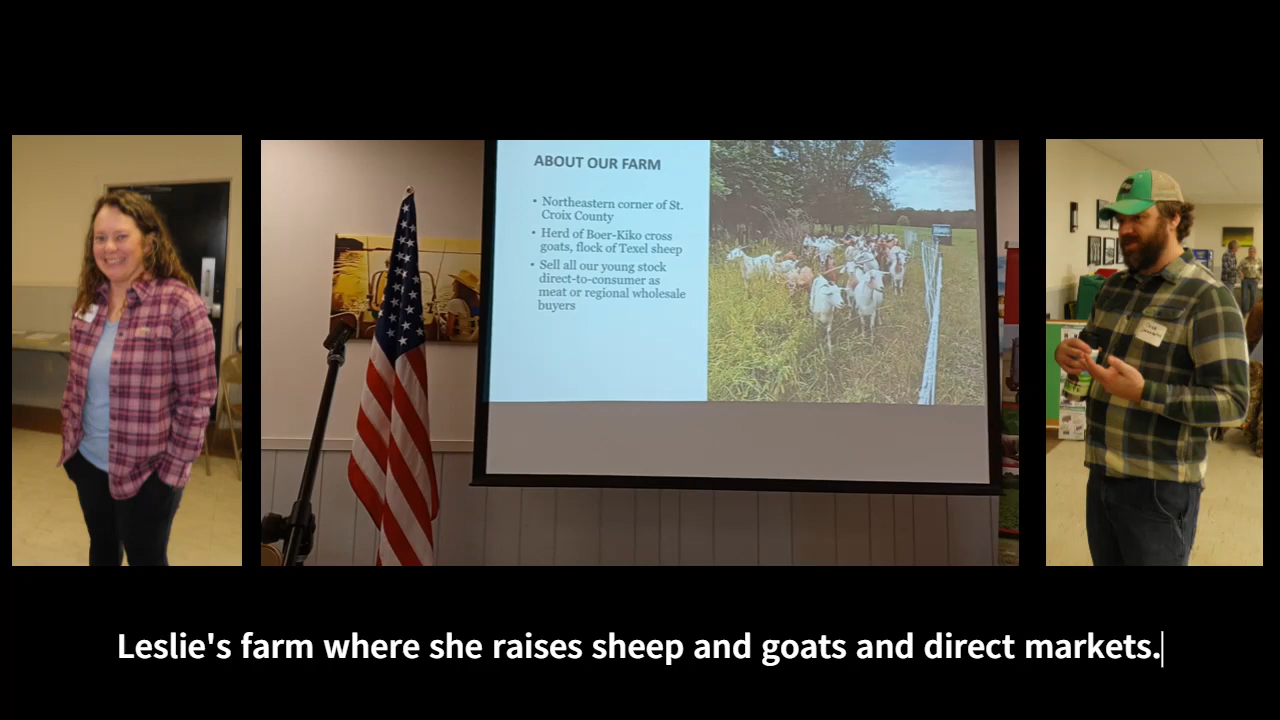 ABOUT OUR FARM
• Northeastern corner of St.
Croix County
• Herd of Boer-Kiko cross
goats, flock of Texel sheep
• Sell all our young stock
direct-to-consumer as
meat or regional wholesale
buyers
Leslie's farm where she raises sheep and goats and direct markets.